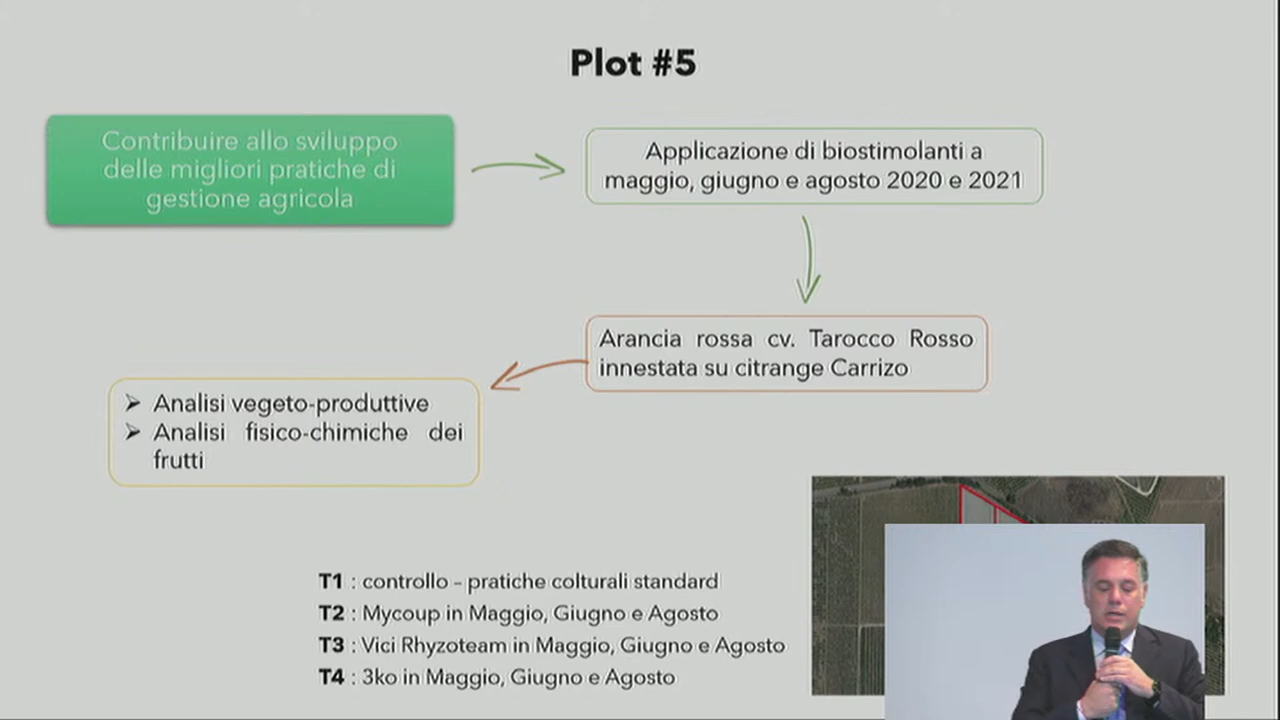 Plot #5
Contribuire allo sviluppo
delle migliori pratiche di
gestione agricola
Applicazione di biostimolanti a
maggio, giugno e agosto 2020 e 2021
Arancia rossa cv. Tarocco Rosso
innestata su citrange Carrizo
➢ Analisi vegeto-produttive
➢ Analisi fisico-chimiche dei
frutti
T1 : controllo – pratiche colturali standard
T2 : Mycoup in Maggio, Giugno e Agosto
T3 : Vici Rhyzoteam in Maggio, Giugno e Agosto
T4 : 3ko in Maggio, Giugno e Agosto